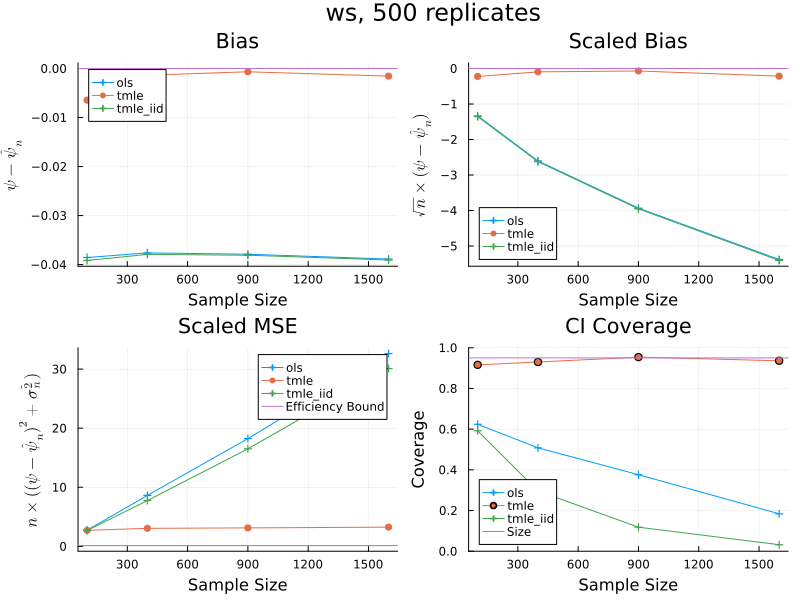 ws, 500 replicates
Bias
0.00
−0.01
−0.02
−0.03
−0.04
ψ − ψ̂ₙ
ols
tmle
tmle_iid
300 600 900 1200 1500
Sample Size
Scaled Bias
0
−1
−2
−3
−4
−5
√n × (ψ − ψ̂ₙ)
ols
tmle
tmle_iid
300 600 900 1200 1500
Sample Size
Scaled MSE
30
20
10
0
n × ((ψ − ψ̂ₙ)² + σₙ²)
ols
tmle
tmle_iid
Efficiency Bound
300 600 900 1200 1500
Sample Size
CI Coverage
1.0
0.8
0.6
0.4
0.2
0.0
Coverage
ols
tmle
tmle_iid
Size
300 600 900 1200 1500
Sample Size